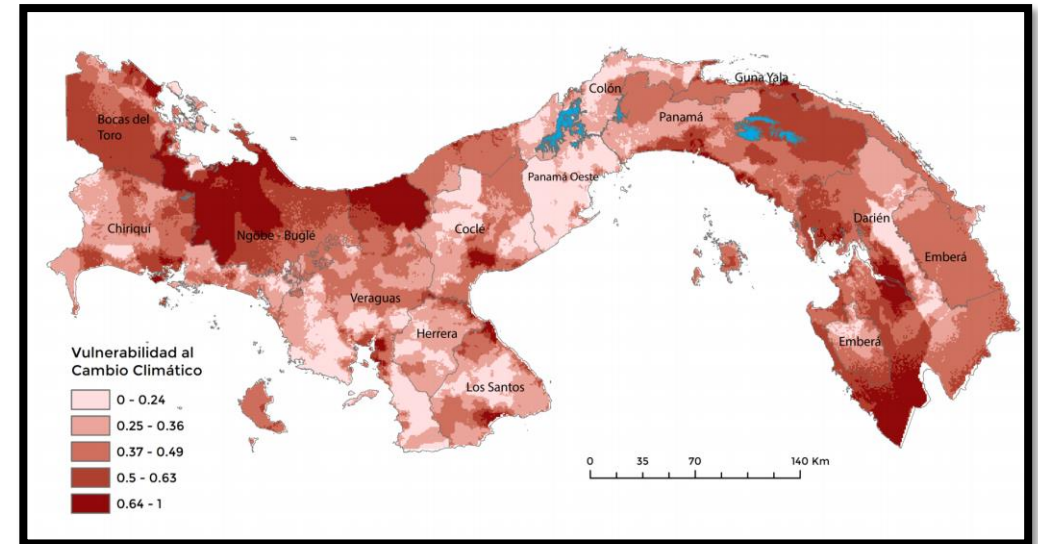 Guna Yala
Colón
Bocas del
Toro
Panamá
Panamá Oeste
Chiriquí
Ngöbe - Buglé
Coclé
Darién
Emberá
Veraguas
Herrera
Emberá
Los Santos
Vulnerabilidad al
Cambio Climático
0 - 0.24
0.25 - 0.36
0.37 - 0.49
0.5 - 0.63
0.64 - 1
0 35 70 140 Km